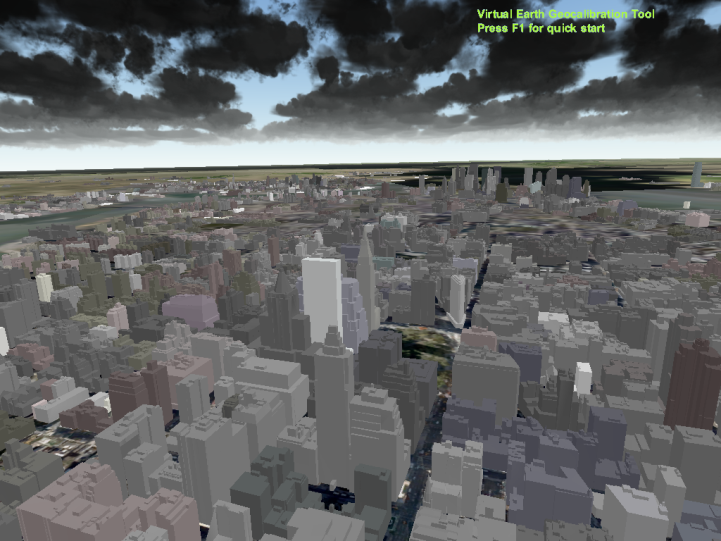 Virtual Earth Geocalibration Tool
Press F1 for quick start